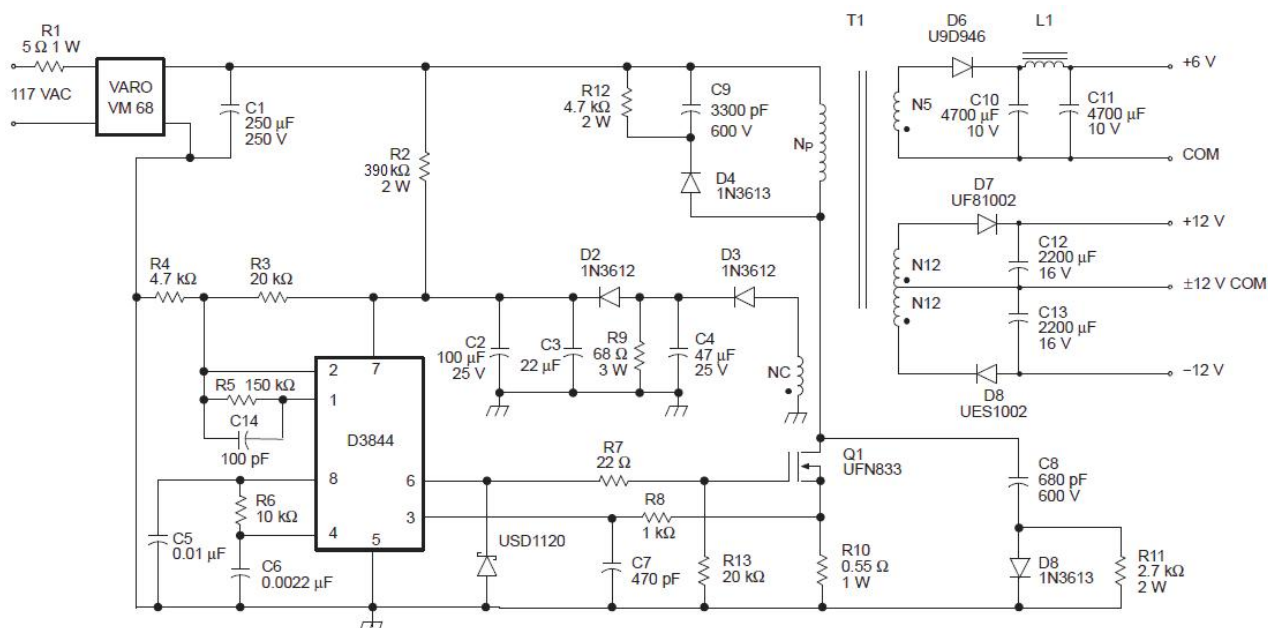 R1
5 Ω 1 W
117 VAC
VARO
VM 68
C1
250 µF
250 V
R2
390 kΩ
2 W
R12
4.7 kΩ
2 W
C9
3300 pF
600 V
D4
1N3613
NP
T1
D6
U9D946
L1
+6 V
N5
C10
4700 µF
10 V
C11
4700 µF
10 V
COM
D7
UF81002
+12 V
N12
C12
2200 µF
16 V
±12 V COM
N12
C13
2200 µF
16 V
−12 V
D8
UES1002
R4
4.7 kΩ
R3
20 kΩ
D2
1N3612
D3
1N3612
C2
100 µF
25 V
C3
22 µF
R9
68 Ω
3 W
C4
47 µF
25 V
NC
2
7
R5 150 kΩ
1
C14
100 pF
D3844
8
6
R6
10 kΩ
4
3
5
C5
0.01 µF
C6
0.0022 µF
R7
22 Ω
R8
1 kΩ
Q1
UFN833
USD1120
C7
470 pF
R13
20 kΩ
R10
0.55 Ω
1 W
C8
680 pF
600 V
D8
1N3613
R11
2.7 kΩ
2 W